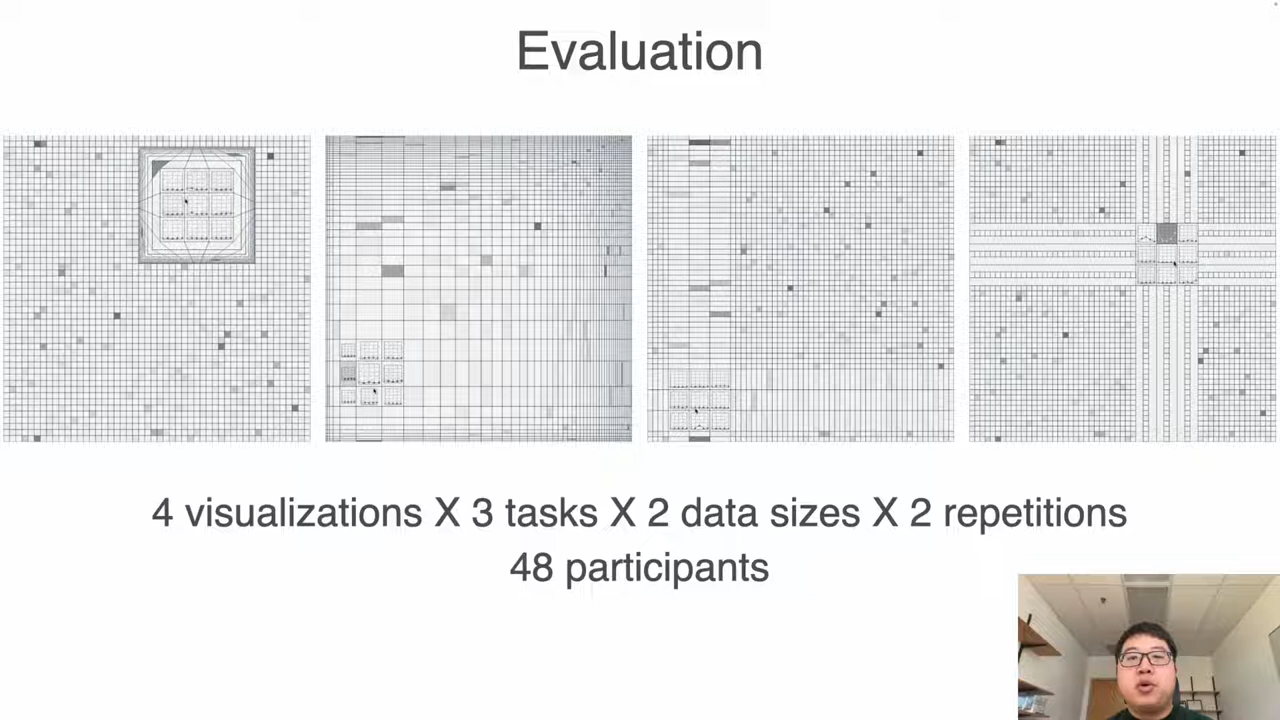 Evaluation
4 visualizations X 3 tasks X 2 data sizes X 2 repetitions
48 participants